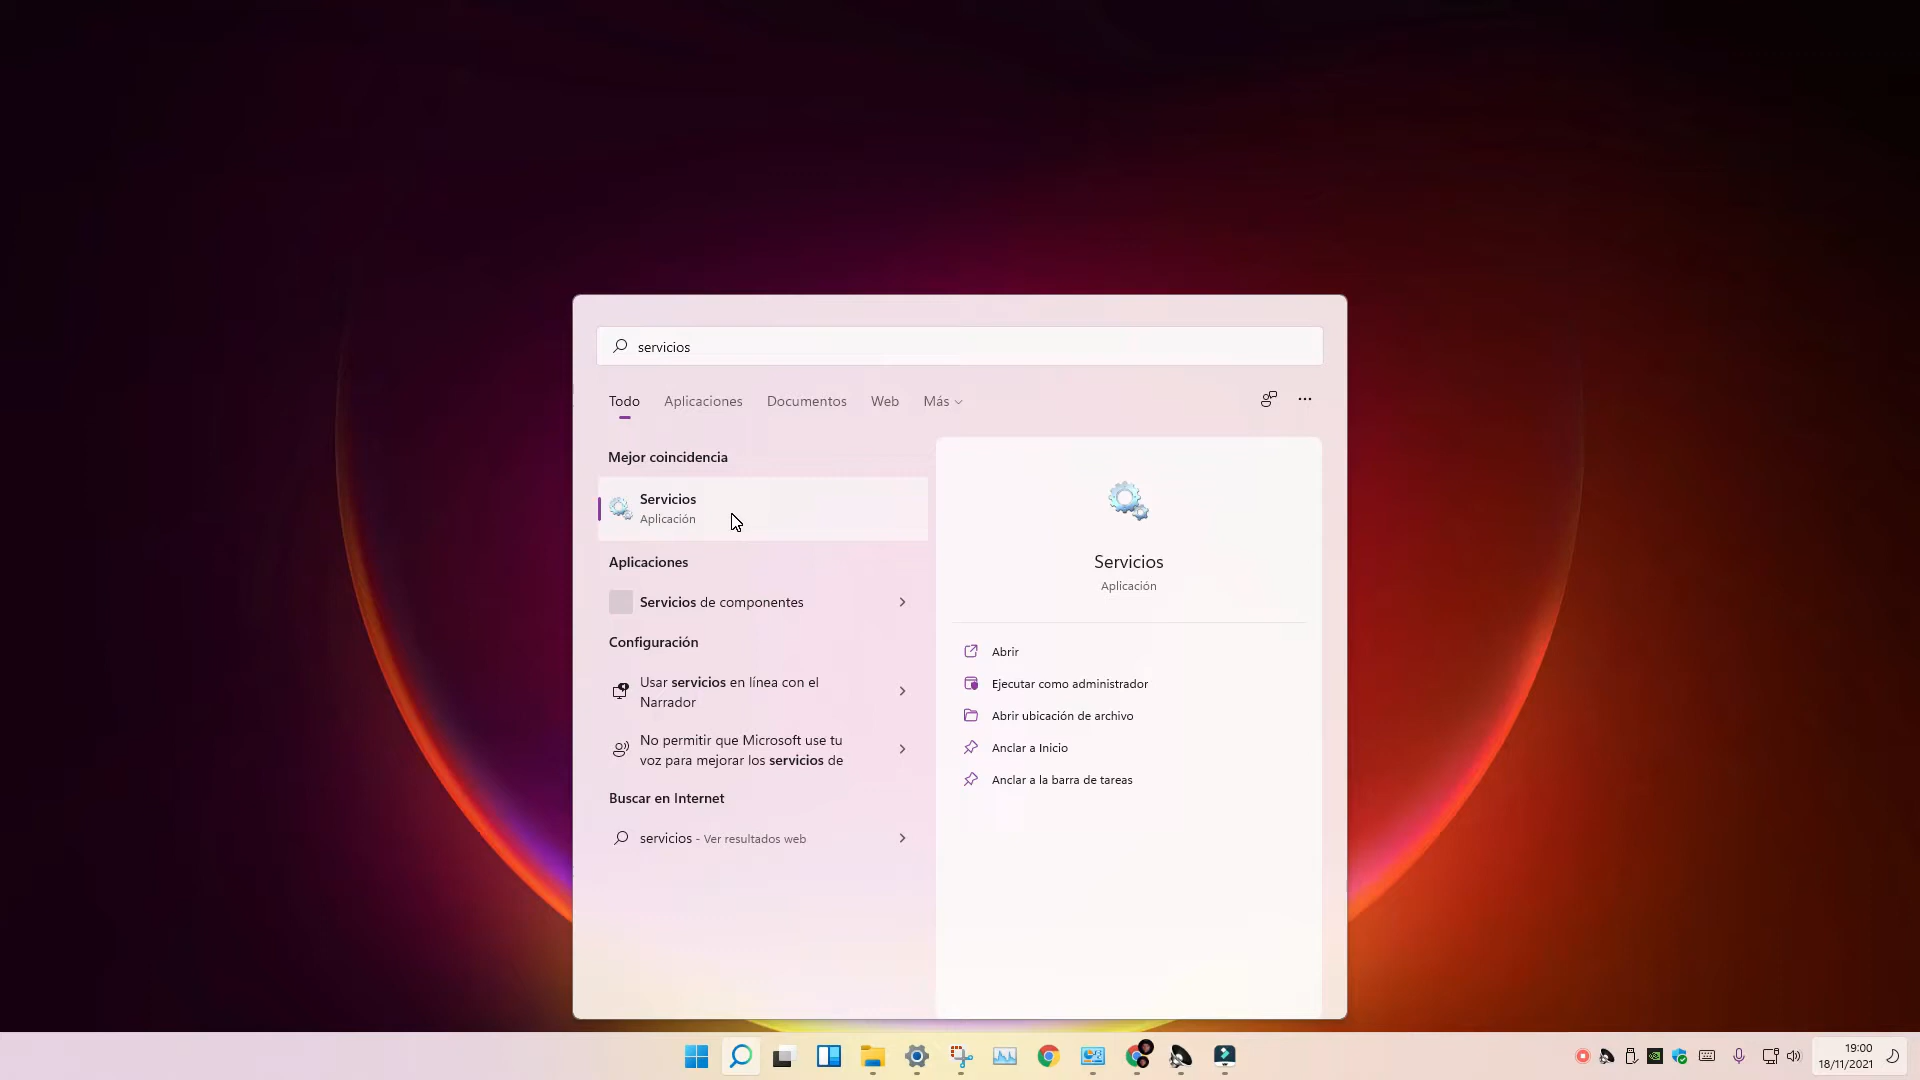 servicios
Todo Aplicaciones Documentos Web Más
Mejor coincidencia
Servicios
Aplicación
Aplicaciones
Servicios de componentes
Configuración
Usar servicios en línea con el
Narrador
No permitir que Microsoft use tu
voz para mejorar los servicios de
Buscar en Internet
servicios - Ver resultados web
Servicios
Aplicación
Abrir
Ejecutar como administrador
Abrir ubicación de archivo
Anclar a Inicio
Anclar a la barra de tareas
19:00
18/11/2021